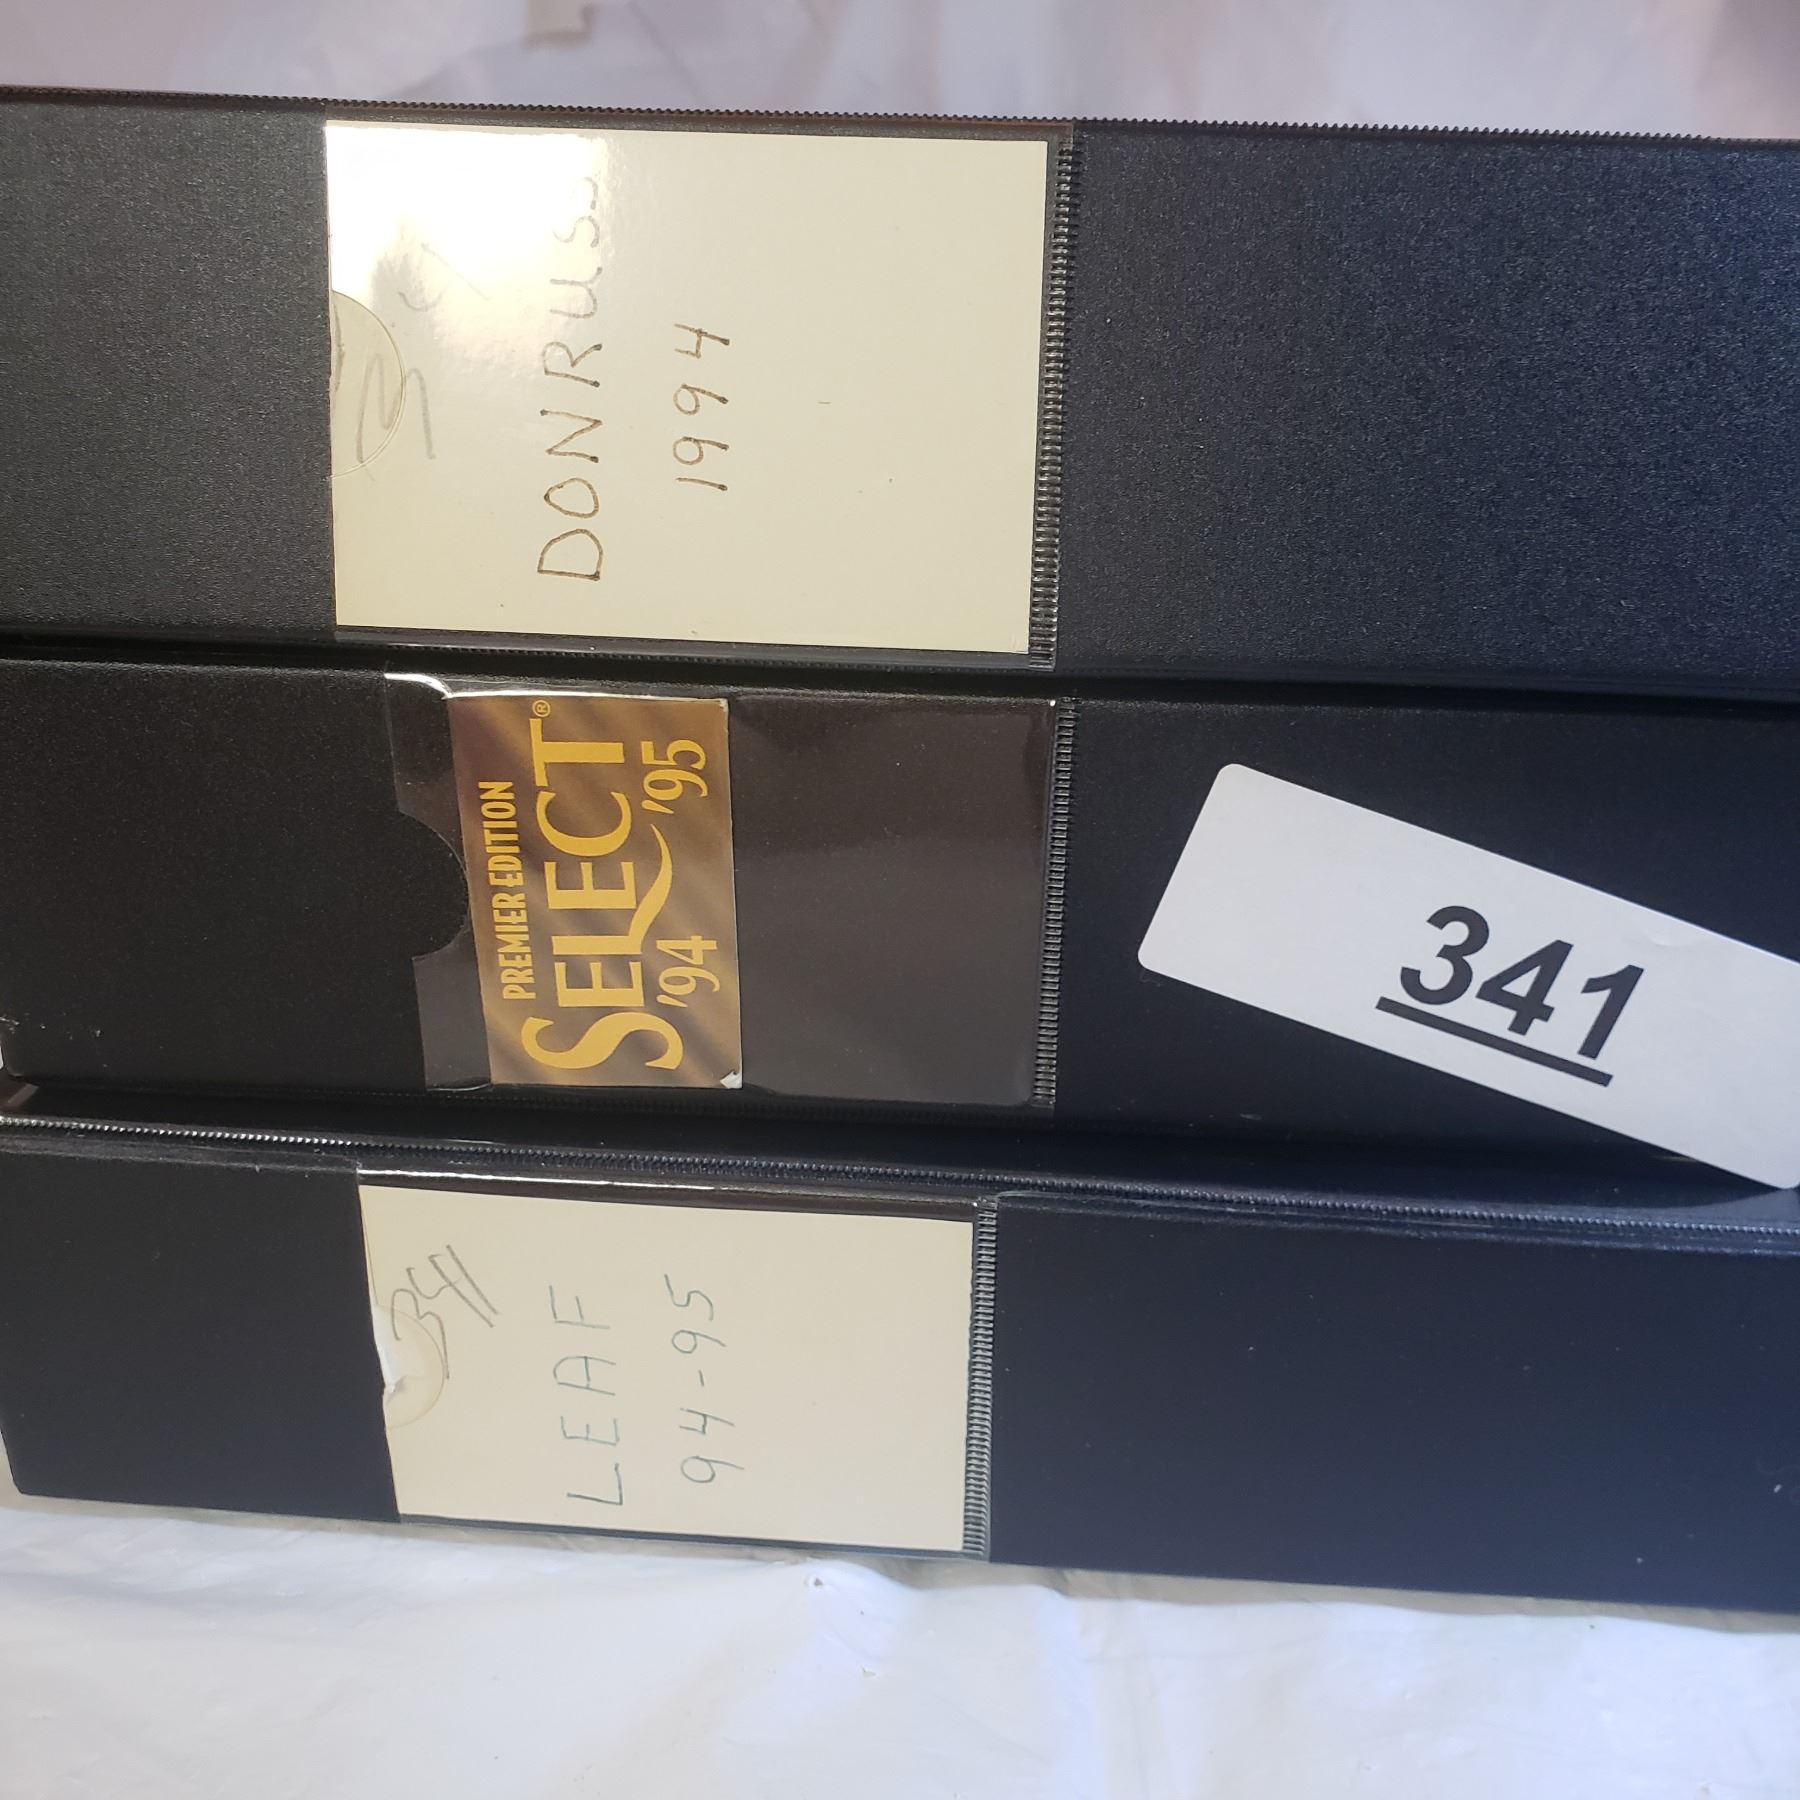 341
DONRUSS
1994
PREMIER EDITION
SELECT®
'94 '95
341
341
LEAF
94-95